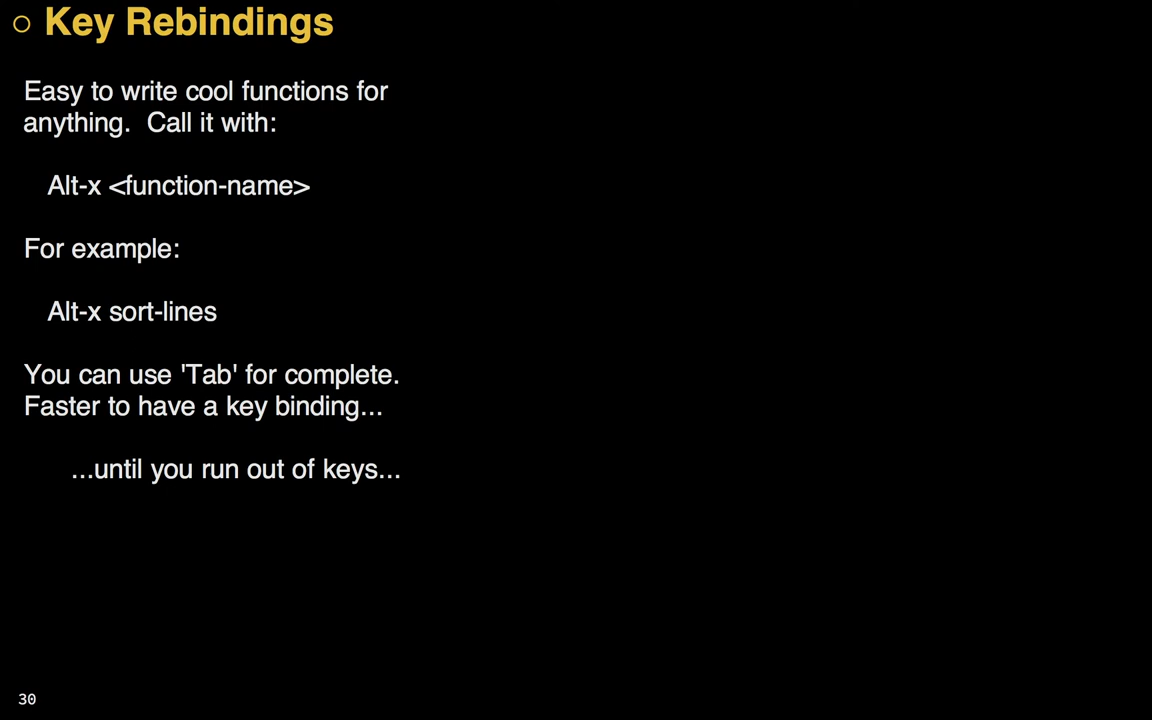 ○ Key Rebindings
Easy to write cool functions for
anything.  Call it with:
Alt-x <function-name>
For example:
Alt-x sort-lines
You can use 'Tab' for complete.
Faster to have a key binding...
...until you run out of keys...
30